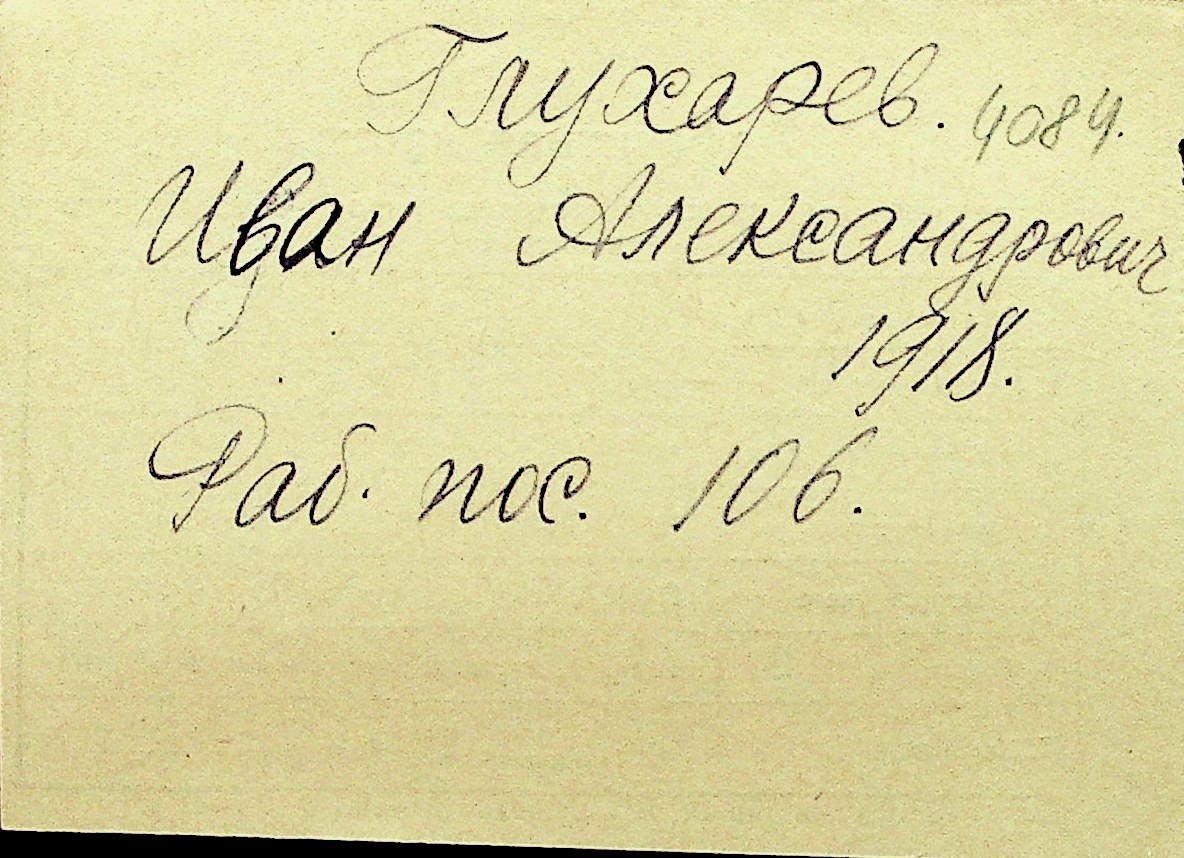 Глухарев. 4084.
Иван Александрович
1918.
Раб. пос. 106.